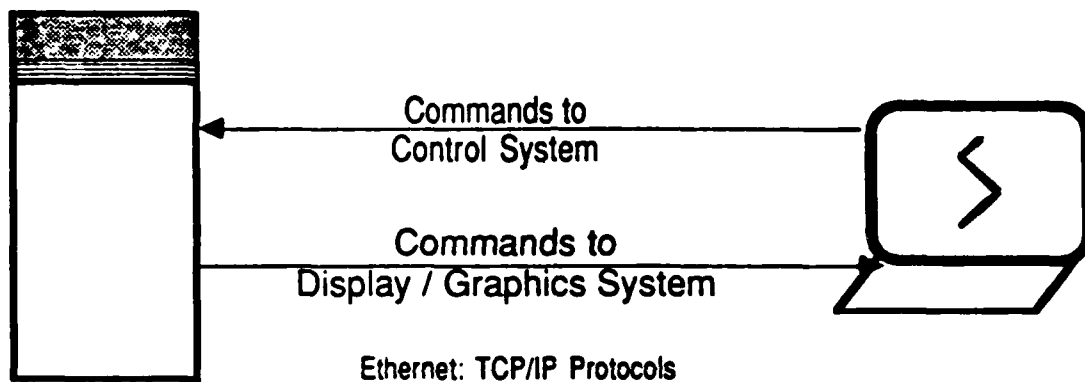 Commands to
Control System
Commands to
Display / Graphics System
Ethernet: TCP/IP Protocols